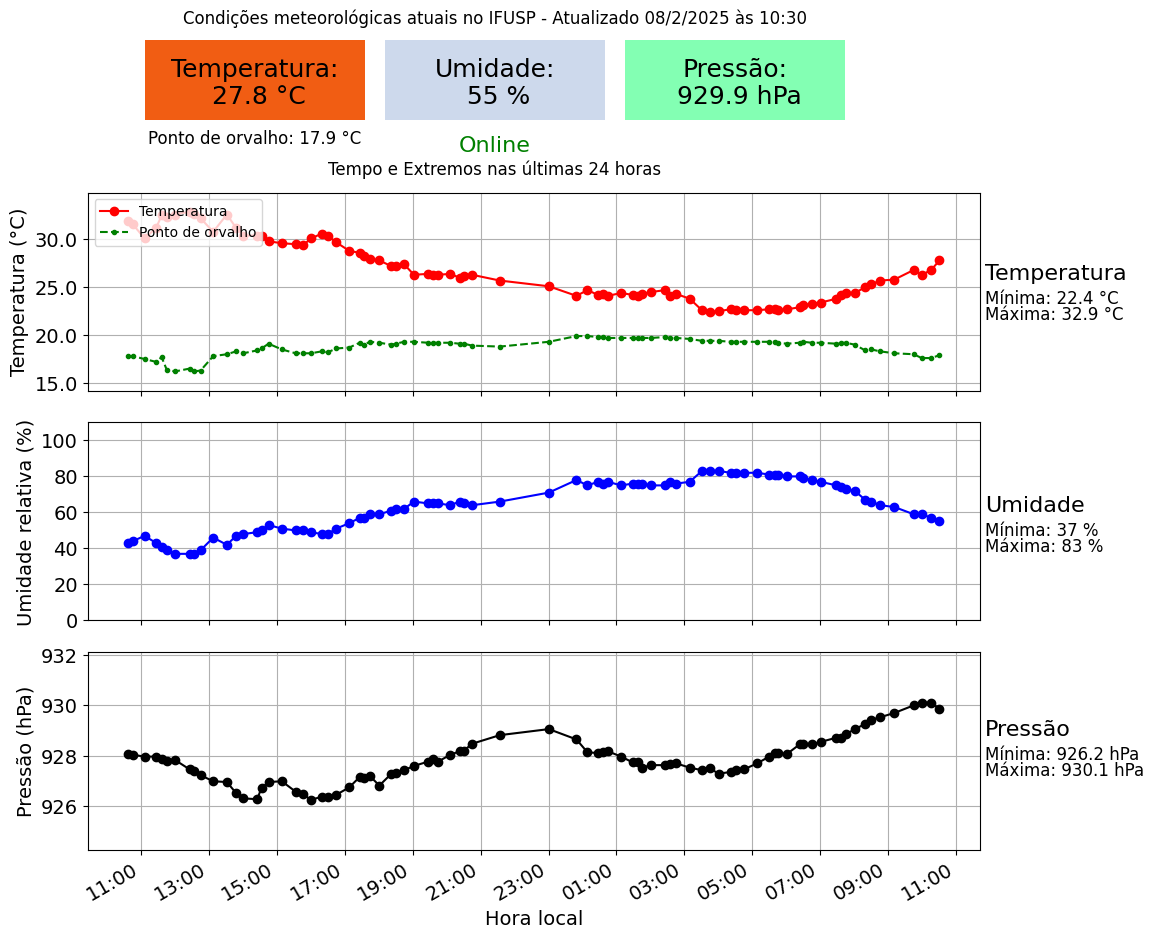 Condições meteorológicas atuais no IFUSP - Atualizado 08/2/2025 às 10:30
Temperatura:
27.8 °C
Umidade:
55 %
Pressão:
929.9 hPa
Ponto de orvalho: 17.9 °C
Online
Tempo e Extremos nas últimas 24 horas
Temperatura (°C)
30.0
25.0
20.0
15.0
Temperatura
Ponto de orvalho
Temperatura
Mínima: 22.4 °C
Máxima: 32.9 °C
Umidade relativa (%)
100
80
60
40
20
0
Umidade
Mínima: 37 %
Máxima: 83 %
Pressão (hPa)
932
930
928
926
Pressão
Mínima: 926.2 hPa
Máxima: 930.1 hPa
11:00 13:00 15:00 17:00 19:00 21:00 23:00 01:00 03:00 05:00 07:00 09:00 11:00
Hora local